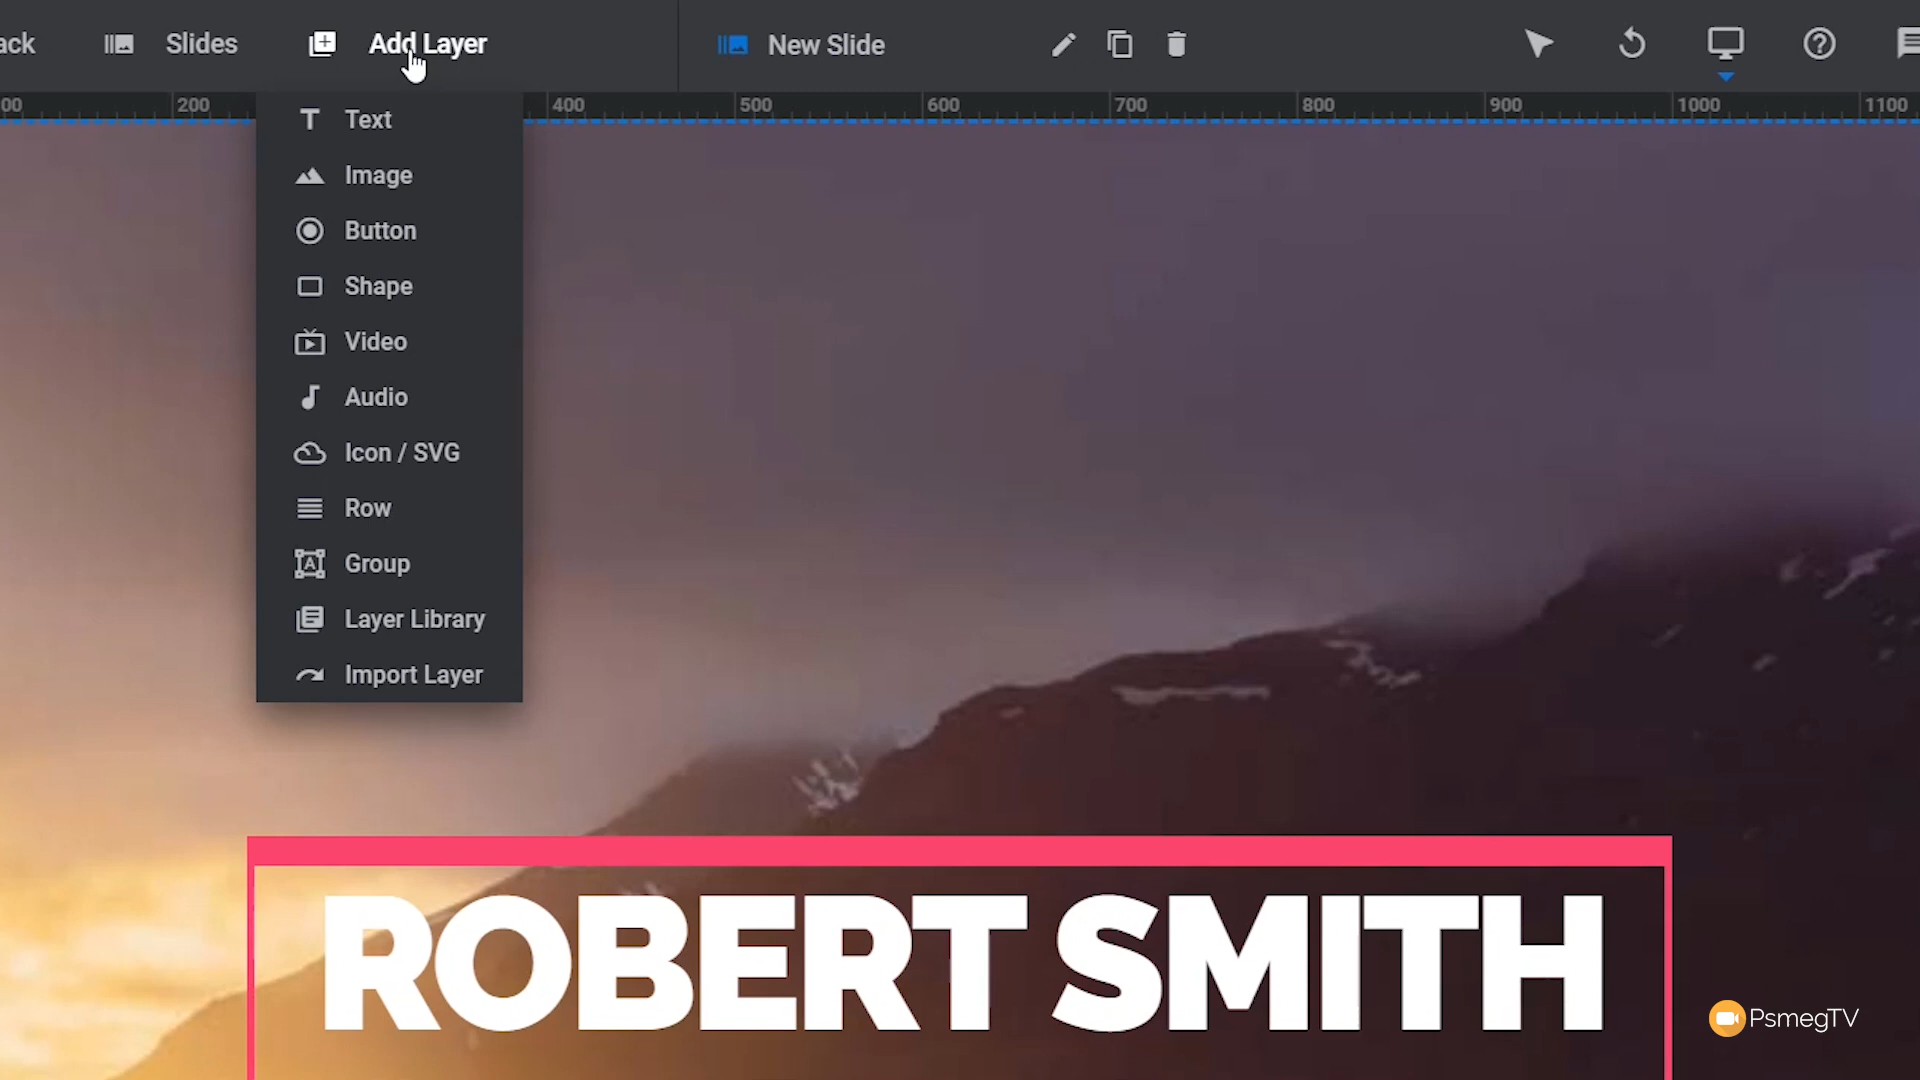 ack
Slides
Add Layer
New Slide
00 200 400 500 600 700 800 900 1000 1100
Text
Image
Button
Shape
Video
Audio
Icon / SVG
Row
Group
Layer Library
Import Layer
ROBERT SMITH
PsmegTV